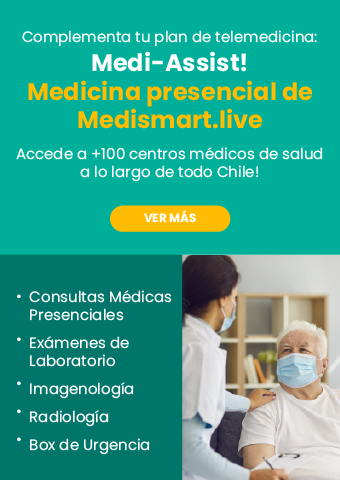 Complementa tu plan de telemedicina:
Medi-Assist!
Medicina presencial de
Medismart.live
Accede a +100 centros médicos de salud
a lo largo de todo Chile!
VER MÁS
• Consultas Médicas
Presenciales
• Exámenes de
Laboratorio
• Imagenología
• Radiología
• Box de Urgencia